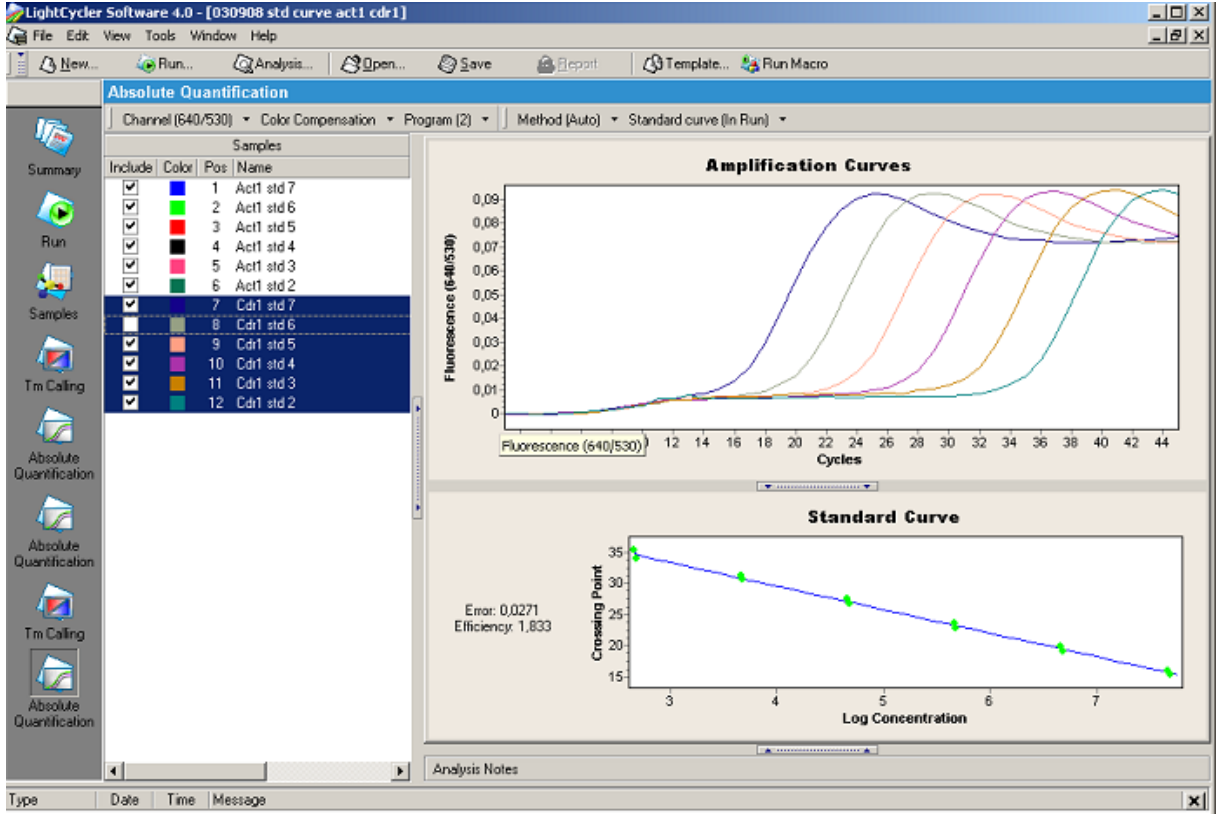 LightCycler Software 4.0 - [030908 std curve act1 cdr1]
File Edit View Tools Window Help
New... Run... Analysis... Open... Save Report Template... Run Macro
Absolute Quantification
Channel (640/530) Color Compensation Program (2) Method (Auto) Standard curve (In Run)
Summary
Run
Samples
Tm Calling
Absolute
Quantification
Absolute
Quantification
Tm Calling
Absolute
Quantification
Samples
Include Color Pos Name
1 Act1 std 7
2 Act1 std 6
3 Act1 std 5
4 Act1 std 4
5 Act1 std 3
6 Act1 std 2
7 Cdr1 std 7
8 Cdr1 std 6
9 Cdr1 std 5
10 Cdr1 std 4
11 Cdr1 std 3
12 Cdr1 std 2
Amplification Curves
Fluorescence (640/530)
0,09
0,08
0,07
0,06
0,05
0,04
0,03
0,02
0,01
0
Fluorescence (640/530)
12 14 16 18 20 22 24 26 28 30 32 34 36 38 40 42 44
Cycles
Standard Curve
Error: 0,0271
Efficiency: 1,833
Crossing Point
35
30
25
20
15
3 4 5 6 7
Log Concentration
Analysis Notes
Type Date Time Message